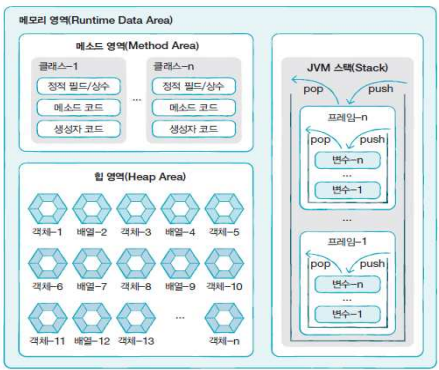 메모리 영역(Runtime Data Area)
메소드 영역(Method Area)
클래스-1
정적 필드/상수
메소드 코드
생성자 코드
...
클래스-n
정적 필드/상수
메소드 코드
생성자 코드
힙 영역(Heap Area)
객체-1 배열-2 객체-3 배열-4 객체-5
객체-6 배열-7 객체-8 배열-9 객체-10
...
객체-11 배열-12 객체-13 객체-n
JVM 스택(Stack)
pop push
프레임-n
pop push
변수-n
...
변수-1
...
프레임-1
pop push
변수-n
...
변수-1